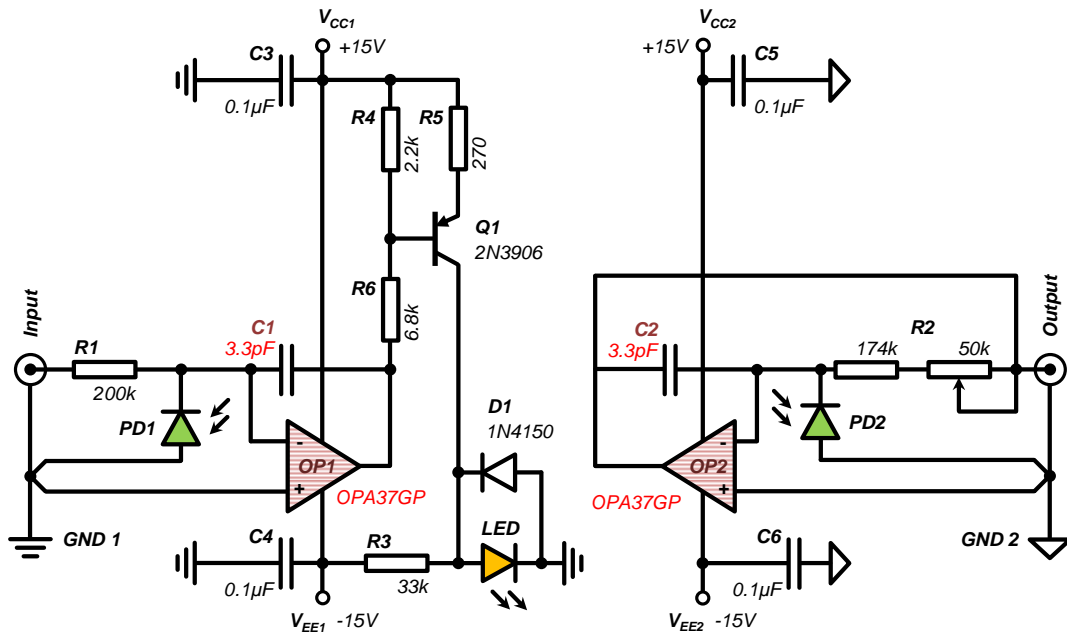 VCC1
+15V
VCC2
+15V
C3
0.1µF
C5
0.1µF
R4
2.2k
R5
270
Q1
2N3906
R6
6.8k
Input
R1
200k
C1
3.3pF
C2
3.3pF
R2
174k
50k
Output
PD1
D1
1N4150
PD2
-
OP1
+
OPA37GP
-
OP2
+
OPA37GP
GND 1
C4
0.1µF
R3
33k
LED
C6
0.1µF
GND 2
VEE1 -15V
VEE2 -15V